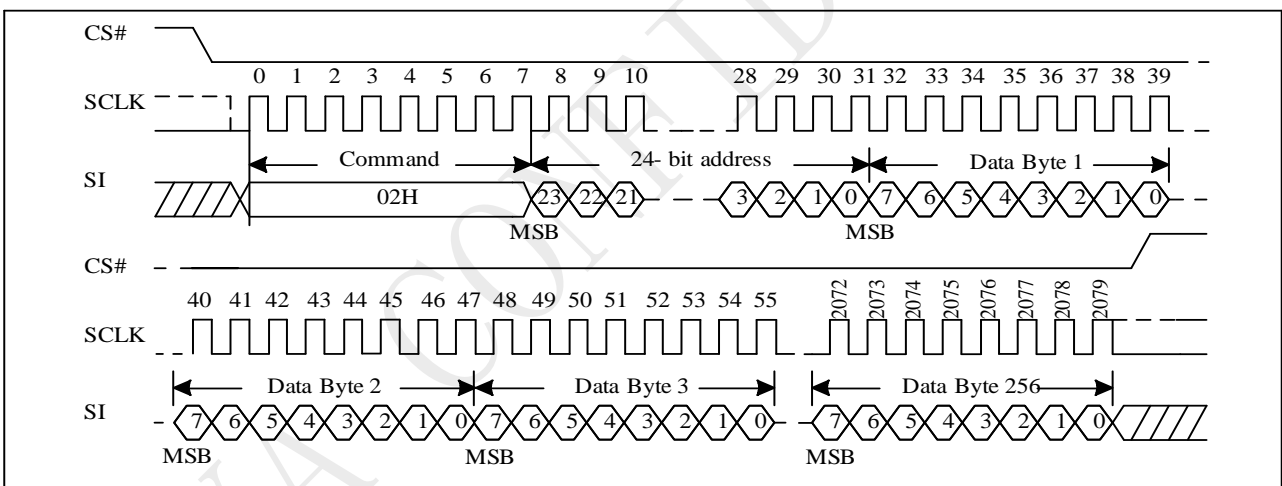 CS#
0 1 2 3 4 5 6 7 8 9 10 28 29 30 31 32 33 34 35 36 37 38 39
SCLK
Command 24- bit address Data Byte 1
SI
02H 23 22 21 3 2 1 0 7 6 5 4 3 2 1 0
MSB MSB
CS#
40 41 42 43 44 45 46 47 48 49 50 51 52 53 54 55 2072 2073 2074 2075 2076 2077 2078 2079
SCLK
Data Byte 2 Data Byte 3 Data Byte 256
SI
7 6 5 4 3 2 1 0 7 6 5 4 3 2 1 0 7 6 5 4 3 2 1 0
MSB MSB MSB